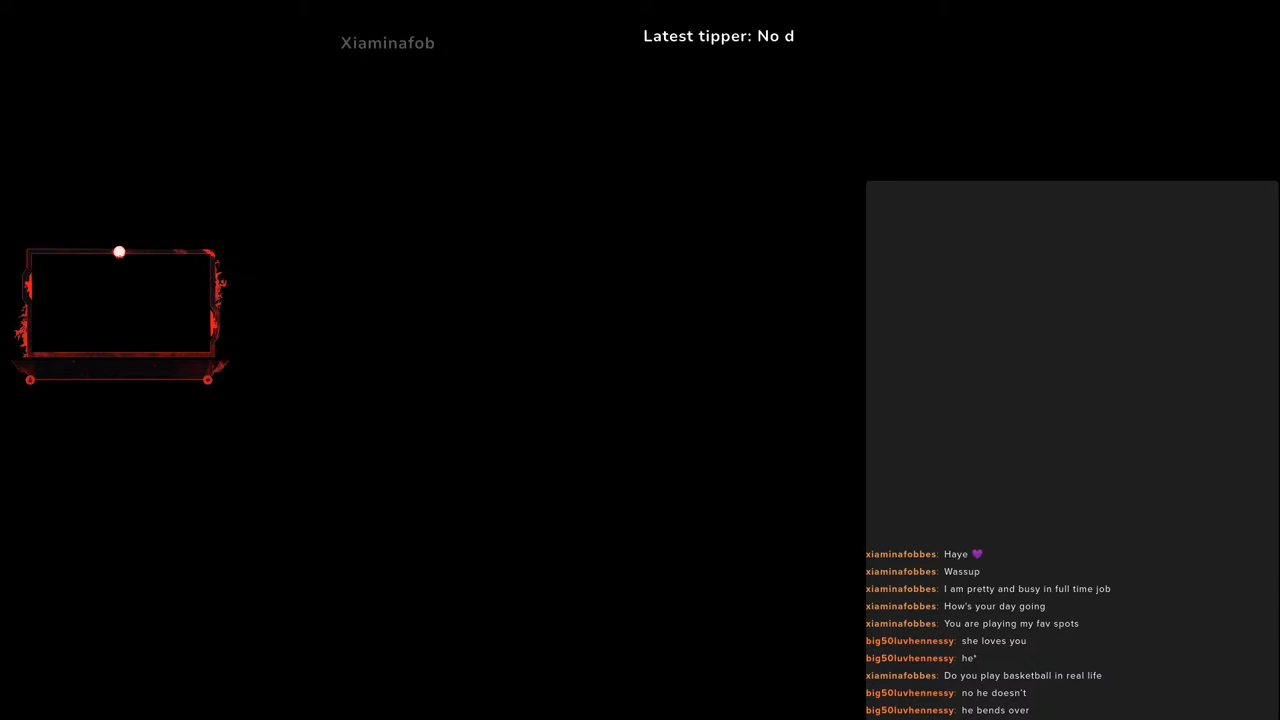 Xiaminafob
Latest tipper: No d
xiaminafobbes: Haye 💜
xiaminafobbes: Wassup
xiaminafobbes: I am pretty and busy in full time job
xiaminafobbes: How's your day going
xiaminafobbes: You are playing my fav spots
big50luvhennessy: she loves you
big50luvhennessy: he*
xiaminafobbes: Do you play basketball in real life
big50luvhennessy: no he doesn't
big50luvhennessy: he bends over